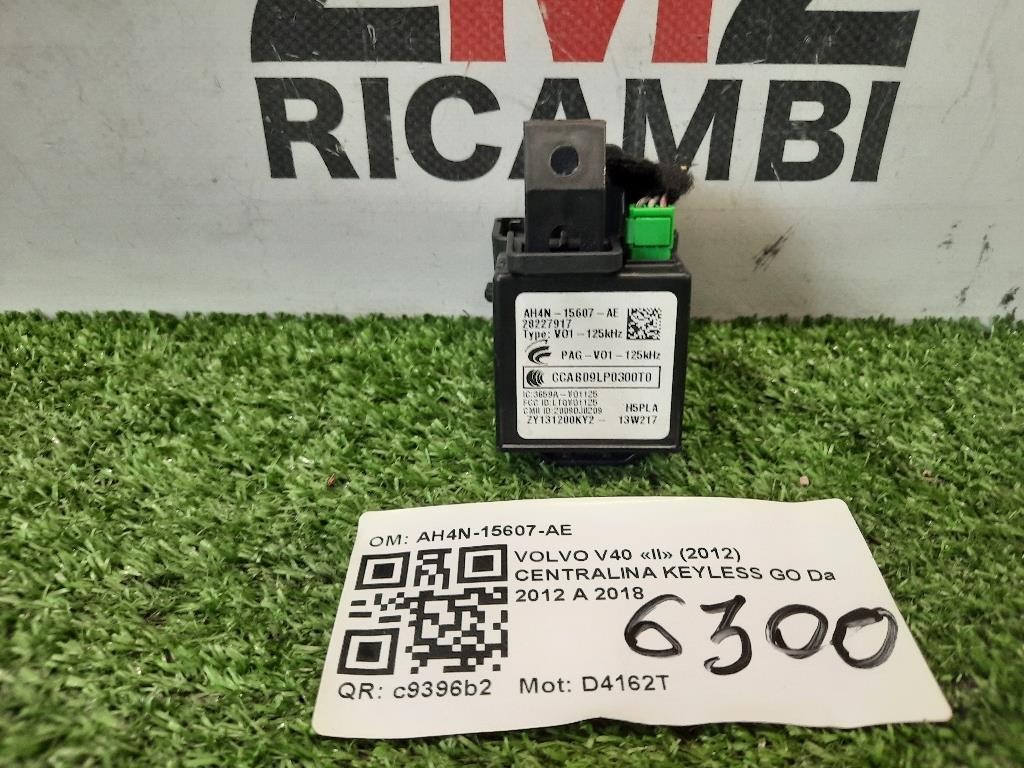 RICAMBI
AH4N-15607-AE
28227917
Type: V01-125kHz
PAG-V01-125kHz
CCAB09LP0300T0
IC:3659A-V01125
FCC ID:LTQV01125
CMII ID:2009DJ0209
H5PLA
ZY131200KY2- 13W217
OM: AH4N-15607-AE
VOLVO V40 «II» (2012)
CENTRALINA KEYLESS GO Da
2012 A 2018
6300
QR: c9396b2 Mot: D4162T